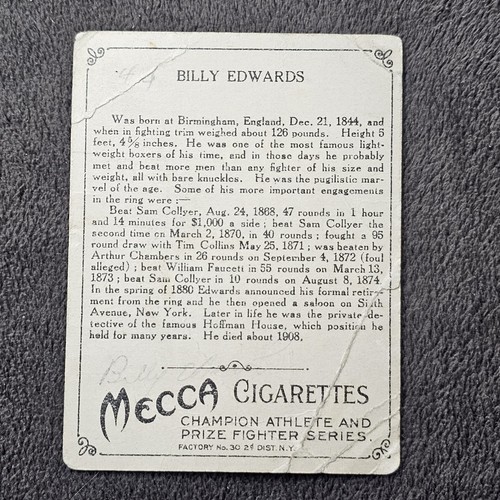 44
BILLY EDWARDS
Was born at Birmingham, England, Dec. 21, 1844, and
when in fighting trim weighed about 126 pounds. Height 5
feet, 4⅝ inches. He was one of the most famous light-
weight boxers of his time, and in those days he probably
met and beat more men than any fighter of his size and
weight, all with bare knuckles. He was the pugilistic mar-
vel of the age. Some of his more important engagements
in the ring were :—
Beat Sam Collyer, Aug. 24, 1868, 47 rounds in 1 hour
and 14 minutes for $1,000 a side ; beat Sam Collyer the
second time on March 2, 1870, in 40 rounds ; fought a 95
round draw with Tim Collins May 25, 1871 ; was beaten by
Arthur Chambers in 26 rounds on September 4, 1872 (foul
alleged) ; beat William Faucett in 55 rounds on March 13,
1873 ; beat Sam Collyer in 10 rounds on August 8, 1874.
In the spring of 1880 Edwards announced his formal retire-
ment from the ring and he then opened a saloon on Sixth
Avenue, New York. Later in life he was the private de-
tective of the famous Hoffman House, which position he
held for many years. He died about 1908.
Billy
MECCA CIGARETTES
CHAMPION ATHLETE AND
PRIZE FIGHTER SERIES.
FACTORY No. 30 2d DIST. N.Y.